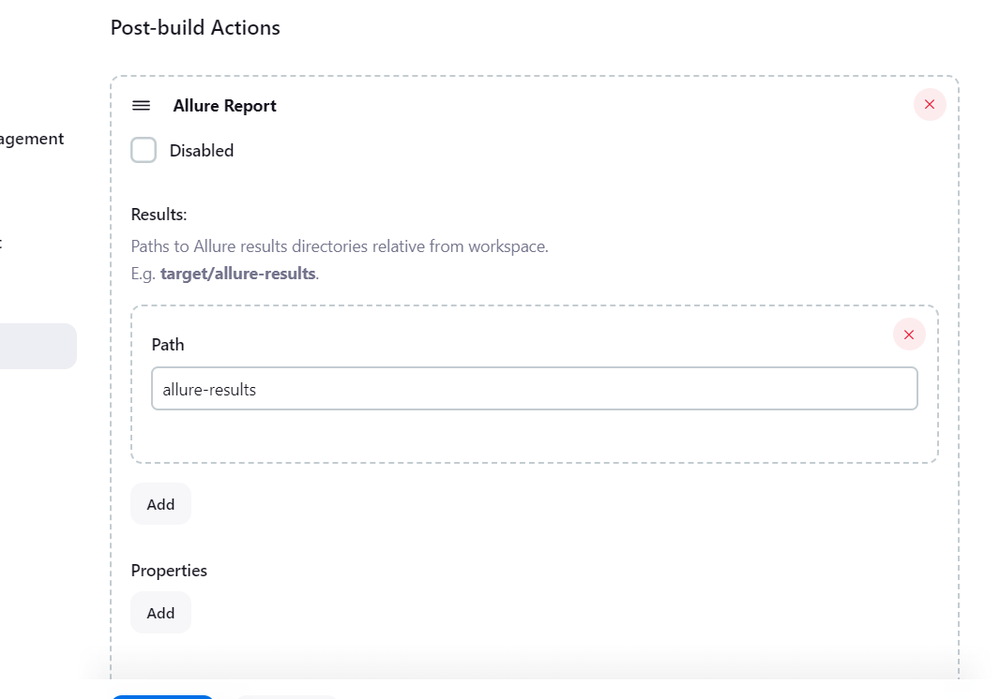 Post-build Actions
Allure Report
agement
Disabled
Results:
Paths to Allure results directories relative from workspace.
E.g. target/allure-results.
Path
allure-results
Add
Properties
Add